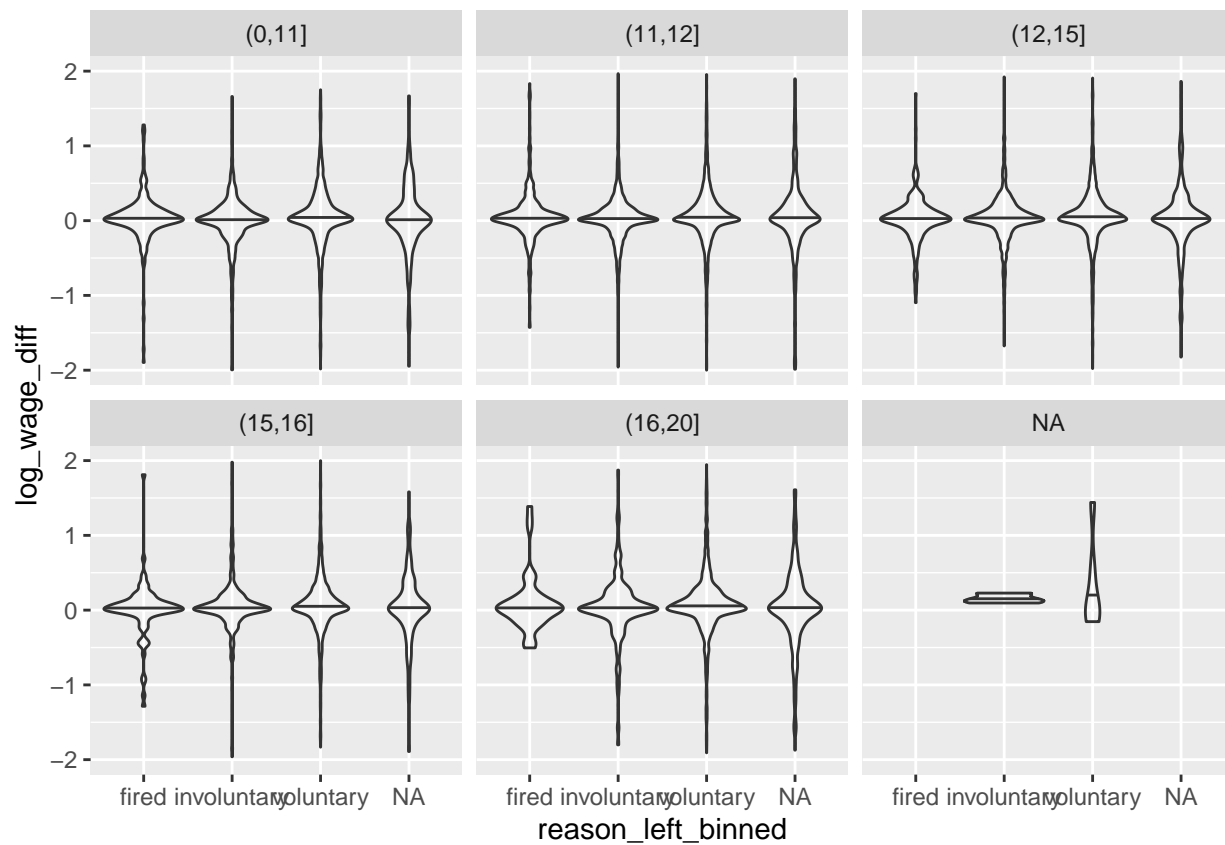 (0,11] (11,12] (12,15]
2
1
0
−1
−2
(15,16] (16,20] NA
2
1
0
−1
−2
log_wage_diff
fired involuntary voluntary NA fired involuntary voluntary NA fired involuntary voluntary NA
reason_left_binned